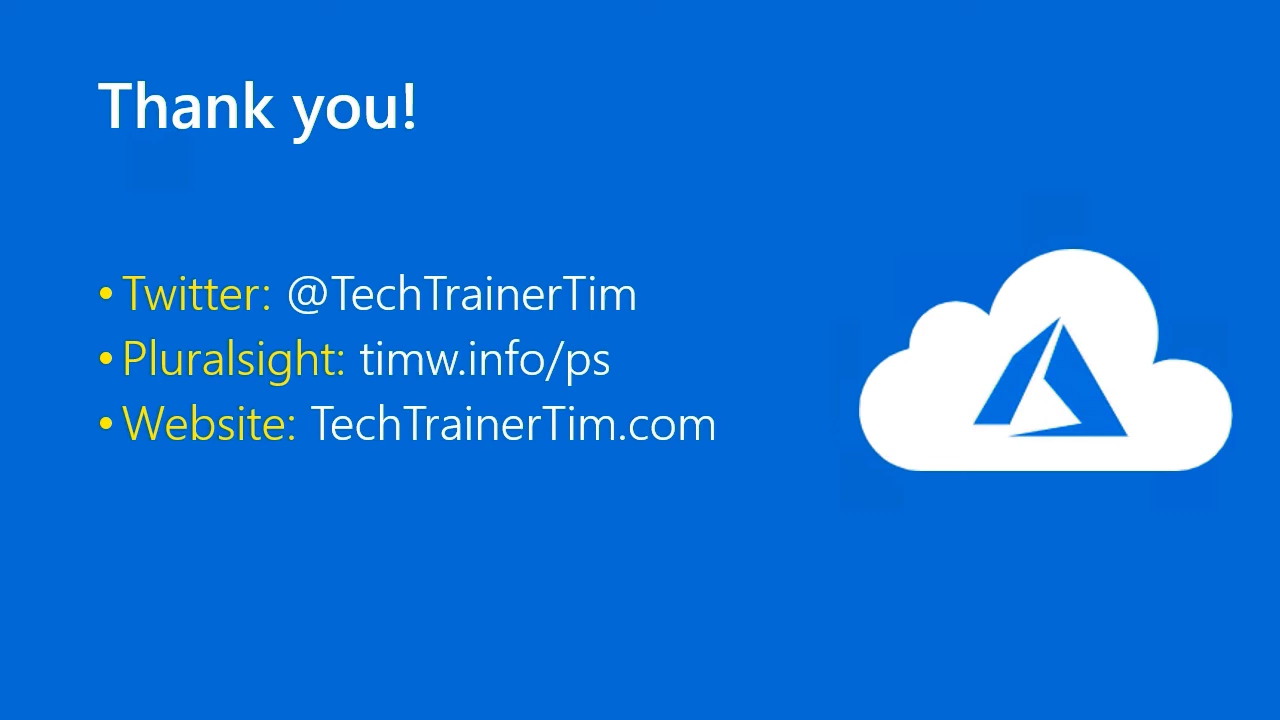 Thank you!
• Twitter: @TechTrainerTim
• Pluralsight: timw.info/ps
• Website: TechTrainerTim.com